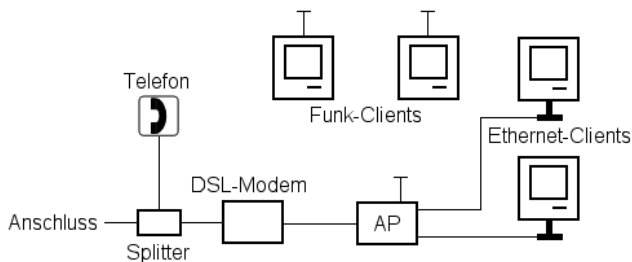 Telefon
Funk-Clients
Ethernet-Clients
DSL-Modem
Anschluss
AP
Splitter